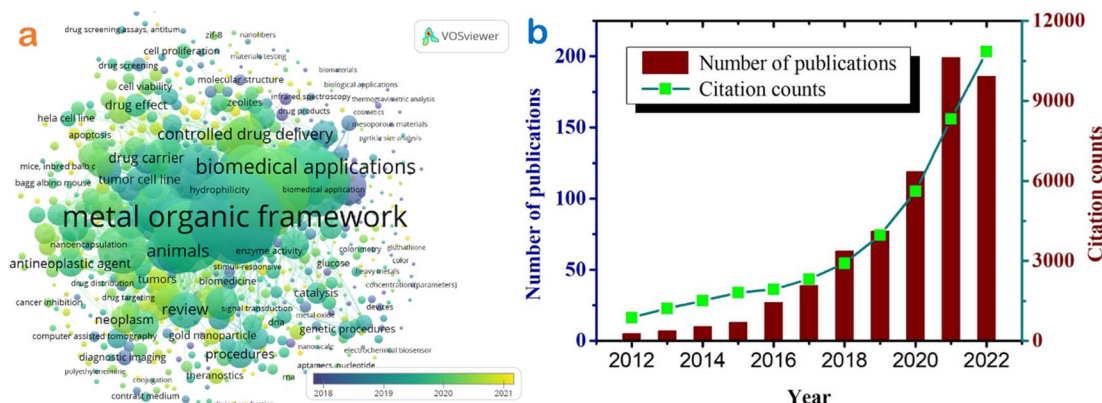 a
VOSviewer
drug screening assays, antitum
zif-8
nanofibers
cell proliferation
materials testing
drug screening
biomaterials
cell viability
molecular structure
biological applications
drug effect
zeolites
infrared spectroscopy
thermogravimetric analysis
drug products
cosmetics
hela cell line
mesoporous materials
apoptosis
controlled drug delivery
particle size analysis
mice, inbred balb c
drug carrier
biomedical applications
bagg albino mouse
tumor cell line
hydrophilicity
biomedical application
metal organic framework
nanoencapsulation
animals
enzyme activity
colorimetry
gluthathione
color
antineoplastic agent
stimuli-responsive
glucose
heavy metals
drug distribution
tumors
biomedicine
concentration(parameters)
cancer inhibition
drug targeting
catalysis
review
signal transduction
devices
neoplasm
metal oxide
dna
genetic procedures
computer assisted tomography
gold nanoparticle
nanoscale
electrochemical biosensor
diagnostic imaging
procedures
polyethyleneimine
aptamers, nucleotide
conjugation
theranostics
rna
contrast medium
2018
2019
2020
2021
b
Number of publications
Citation counts
200
150
100
50
0
Number of publications
12000
9000
6000
3000
0
Citation counts
2012
2014
2016
2018
2020
2022
Year